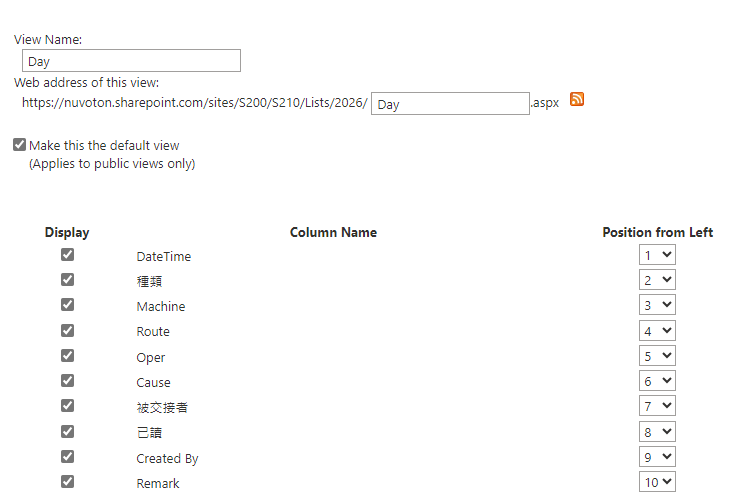 View Name:
Day
Web address of this view:
https://nuvoton.sharepoint.com/sites/S200/S210/Lists/2026/ Day .aspx
Make this the default view
(Applies to public views only)
Display Column Name Position from Left
DateTime 1
種類 2
Machine 3
Route 4
Oper 5
Cause 6
被交接者 7
已讀 8
Created By 9
Remark 10